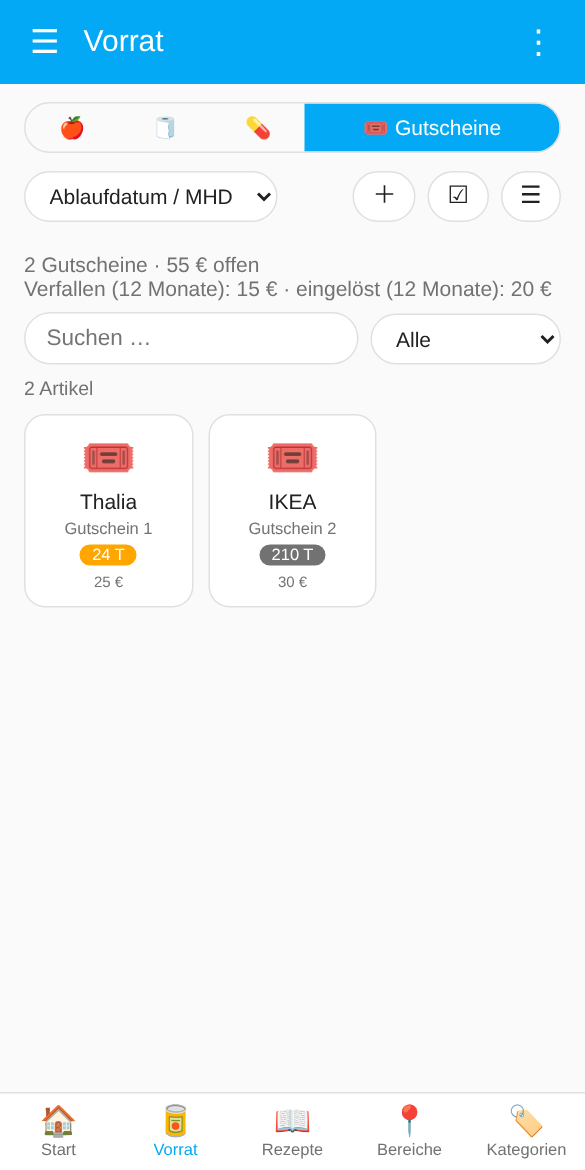 Vorrat
Gutscheine
Ablaufdatum / MHD
2 Gutscheine · 55 € offen
Verfallen (12 Monate): 15 € · eingelöst (12 Monate): 20 €
Suchen …
Alle
2 Artikel
Thalia
Gutschein 1
24 T
25 €
IKEA
Gutschein 2
210 T
30 €
Start
Vorrat
Rezepte
Bereiche
Kategorien